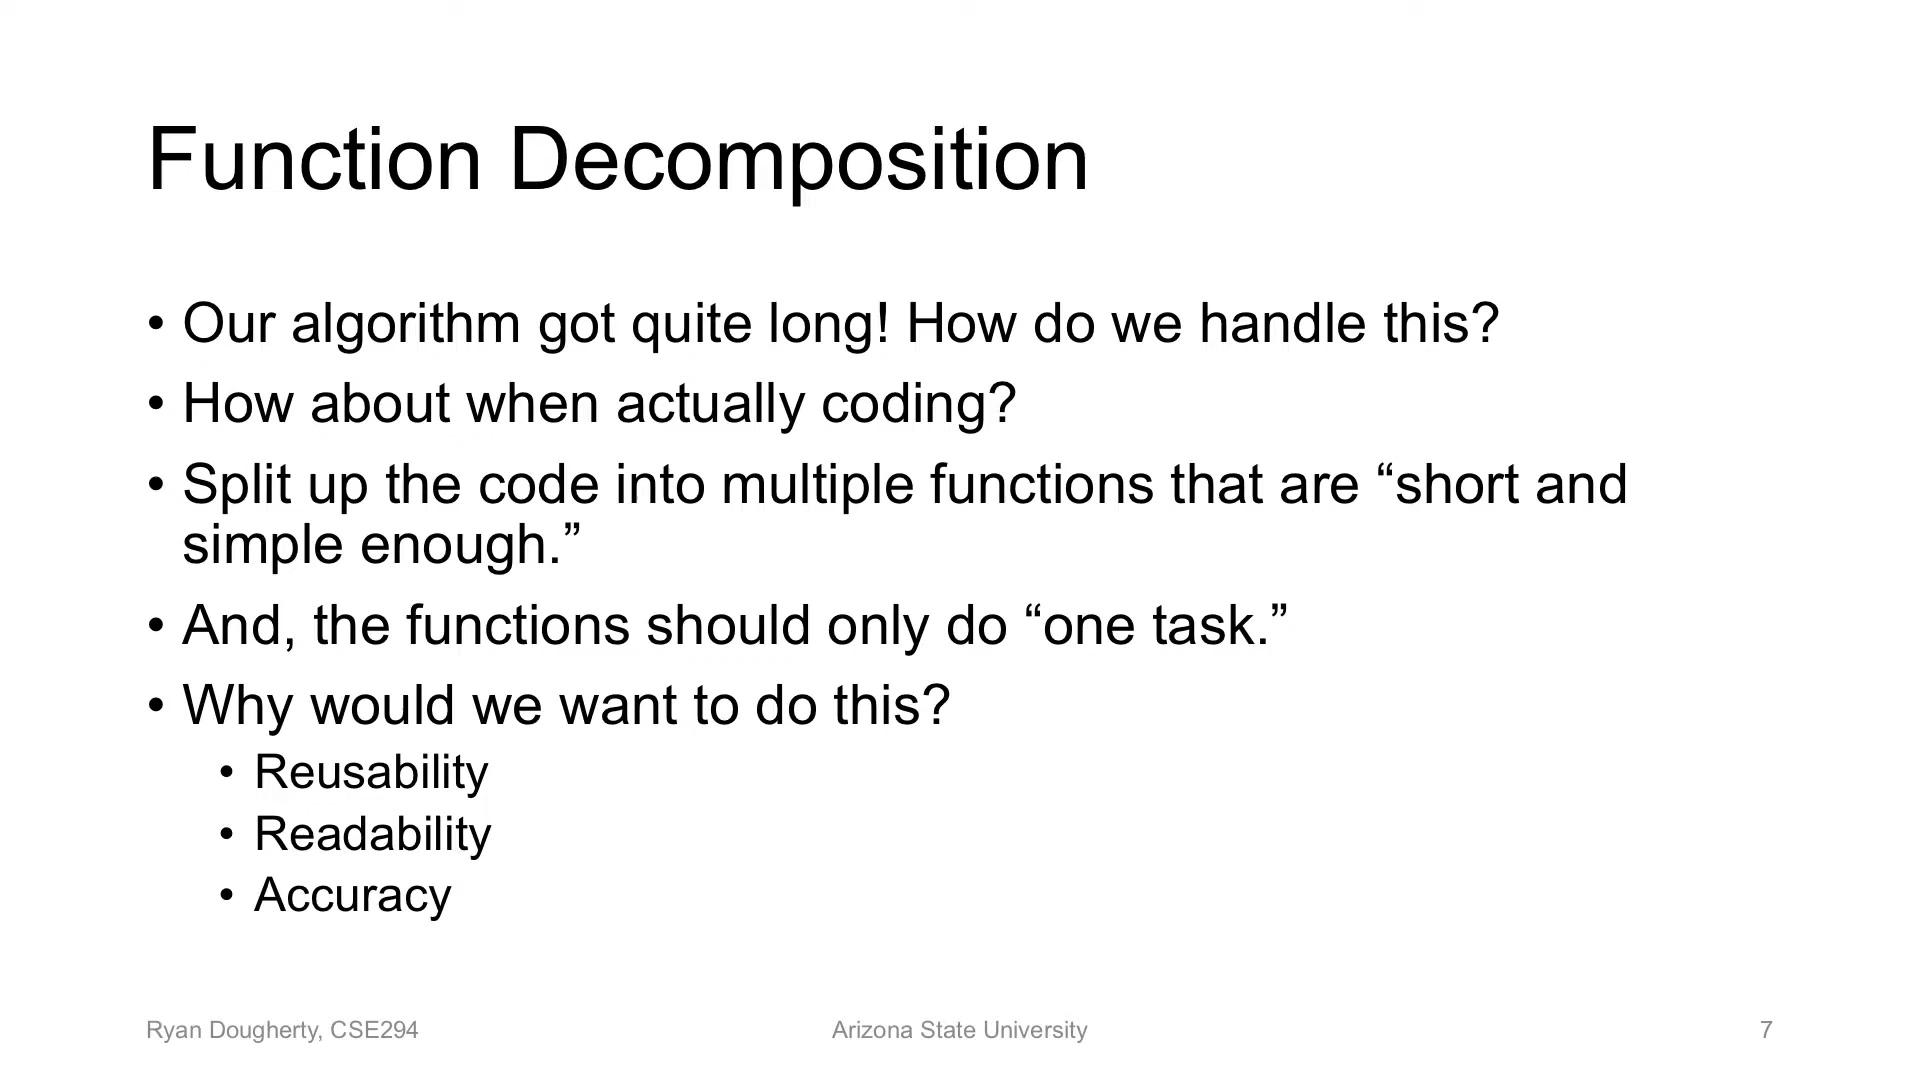 Function Decomposition
• Our algorithm got quite long! How do we handle this?
• How about when actually coding?
• Split up the code into multiple functions that are “short and
simple enough.”
• And, the functions should only do “one task.”
• Why would we want to do this?
• Reusability
• Readability
• Accuracy
Ryan Dougherty, CSE294
Arizona State University
7